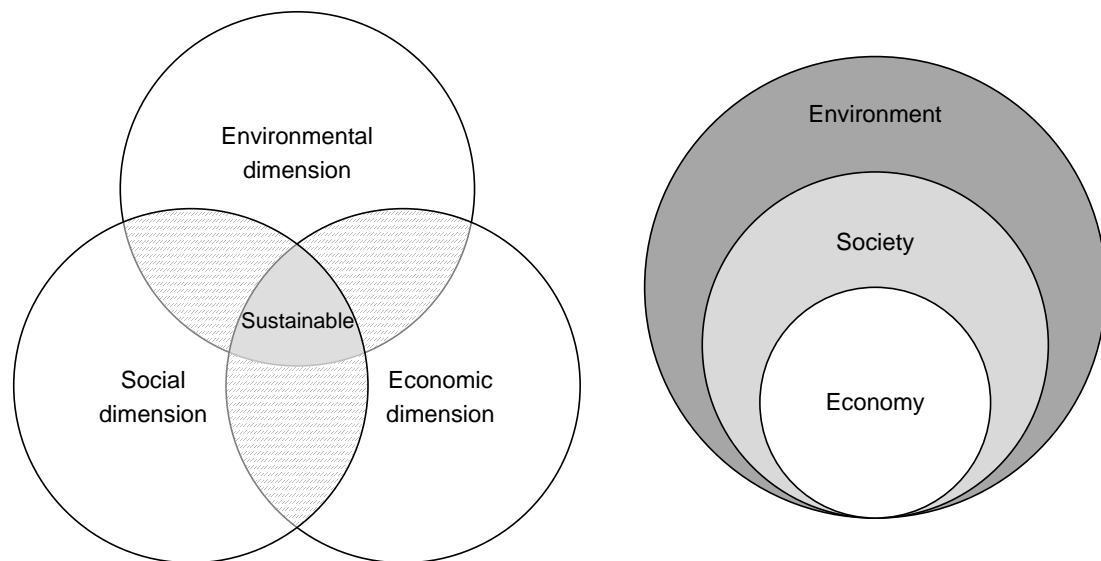 Environmental
dimension
Sustainable
Social
dimension
Economic
dimension
Environment
Society
Economy